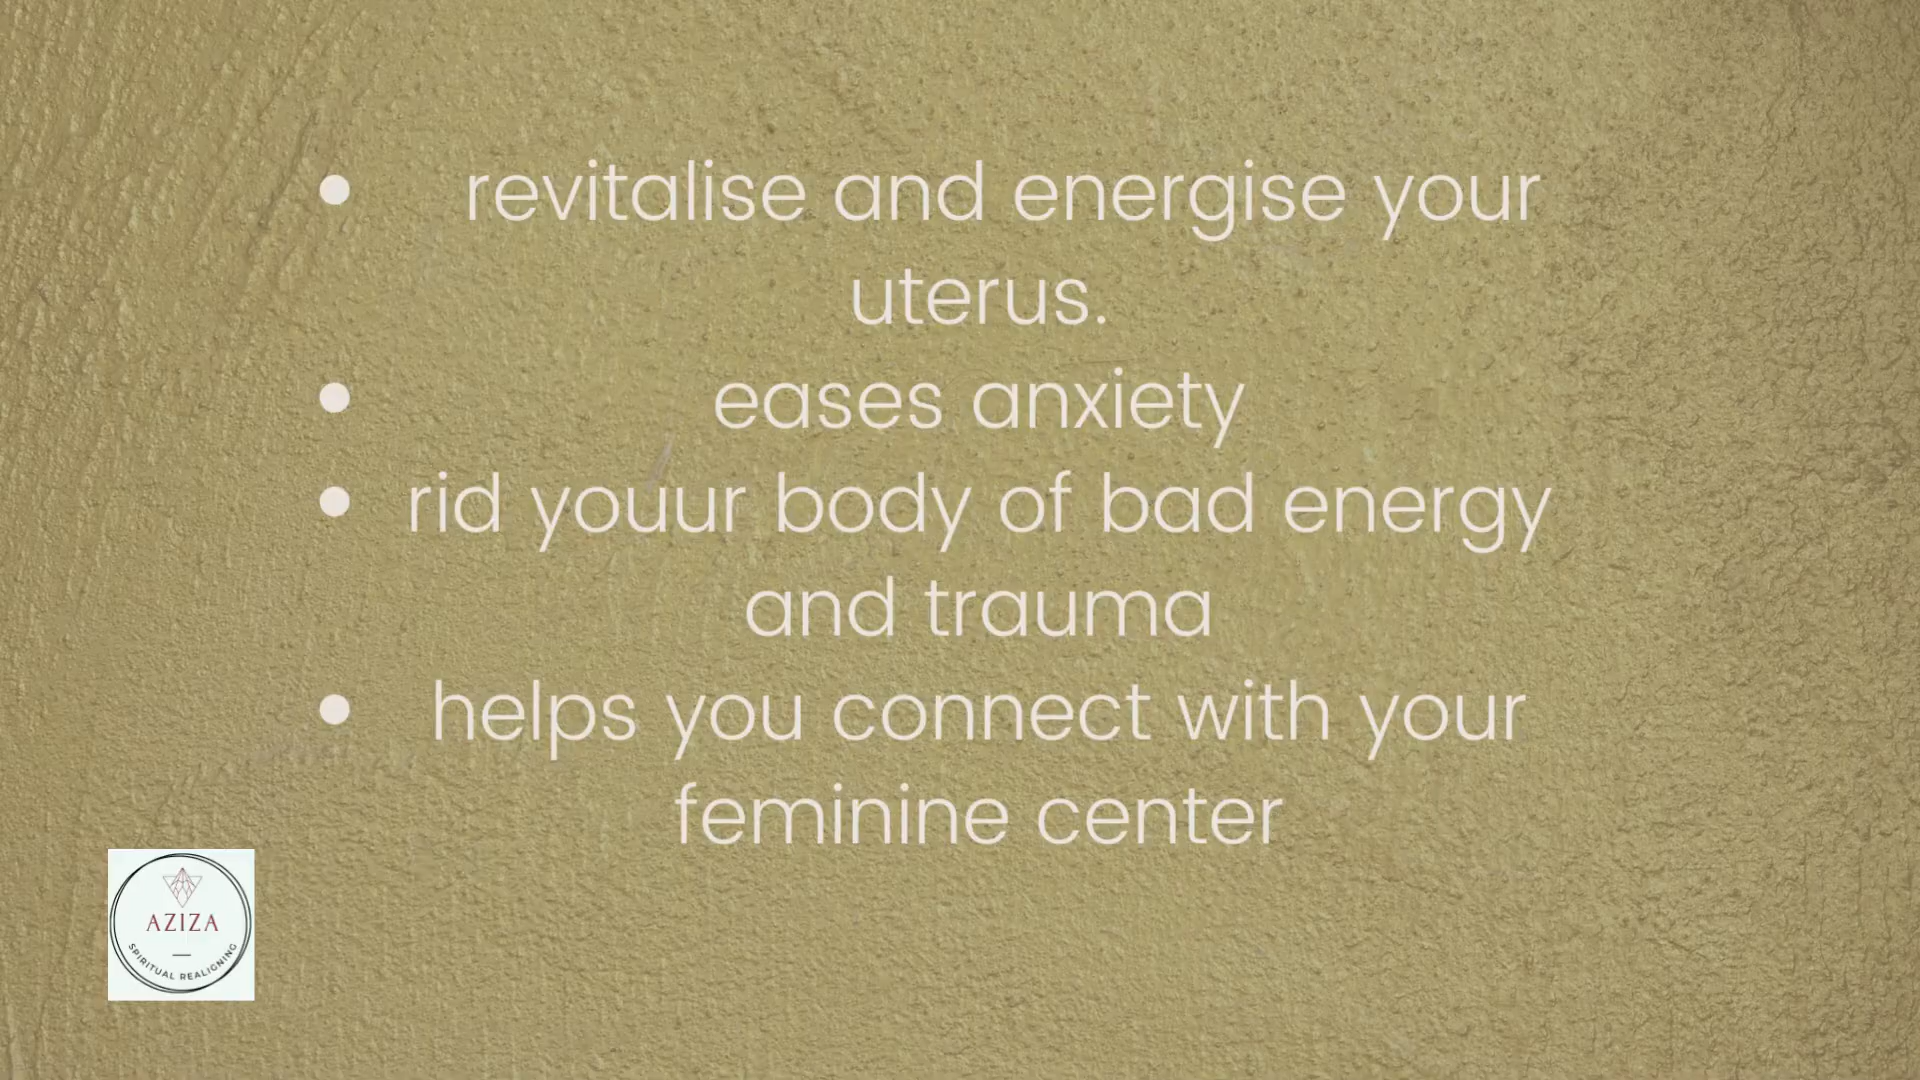 • revitalise and energise your
uterus.
• eases anxiety
• rid youur body of bad energy
and trauma
• helps you connect with your
feminine center
AZIZA
SPIRITUAL REALIGNING